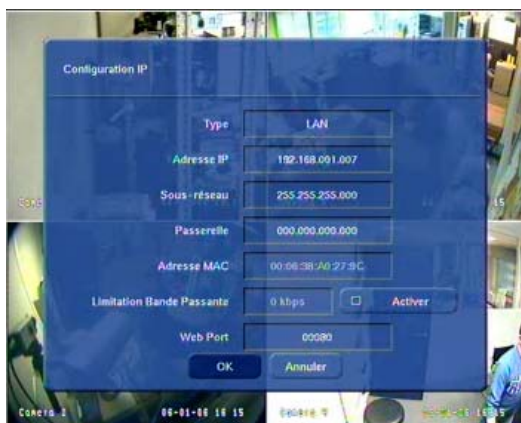 Configuration IP
Type LAN
Adresse IP 192.168.001.007
Sous-réseau 255.255.255.000
Passerelle 000.000.000.000
Adresse MAC 00:06:38:A0:27:9C
Limitation Bande Passante 0 kbps Activer
Web Port 00080
OK Annuler
Camera 06-01-06 16 15